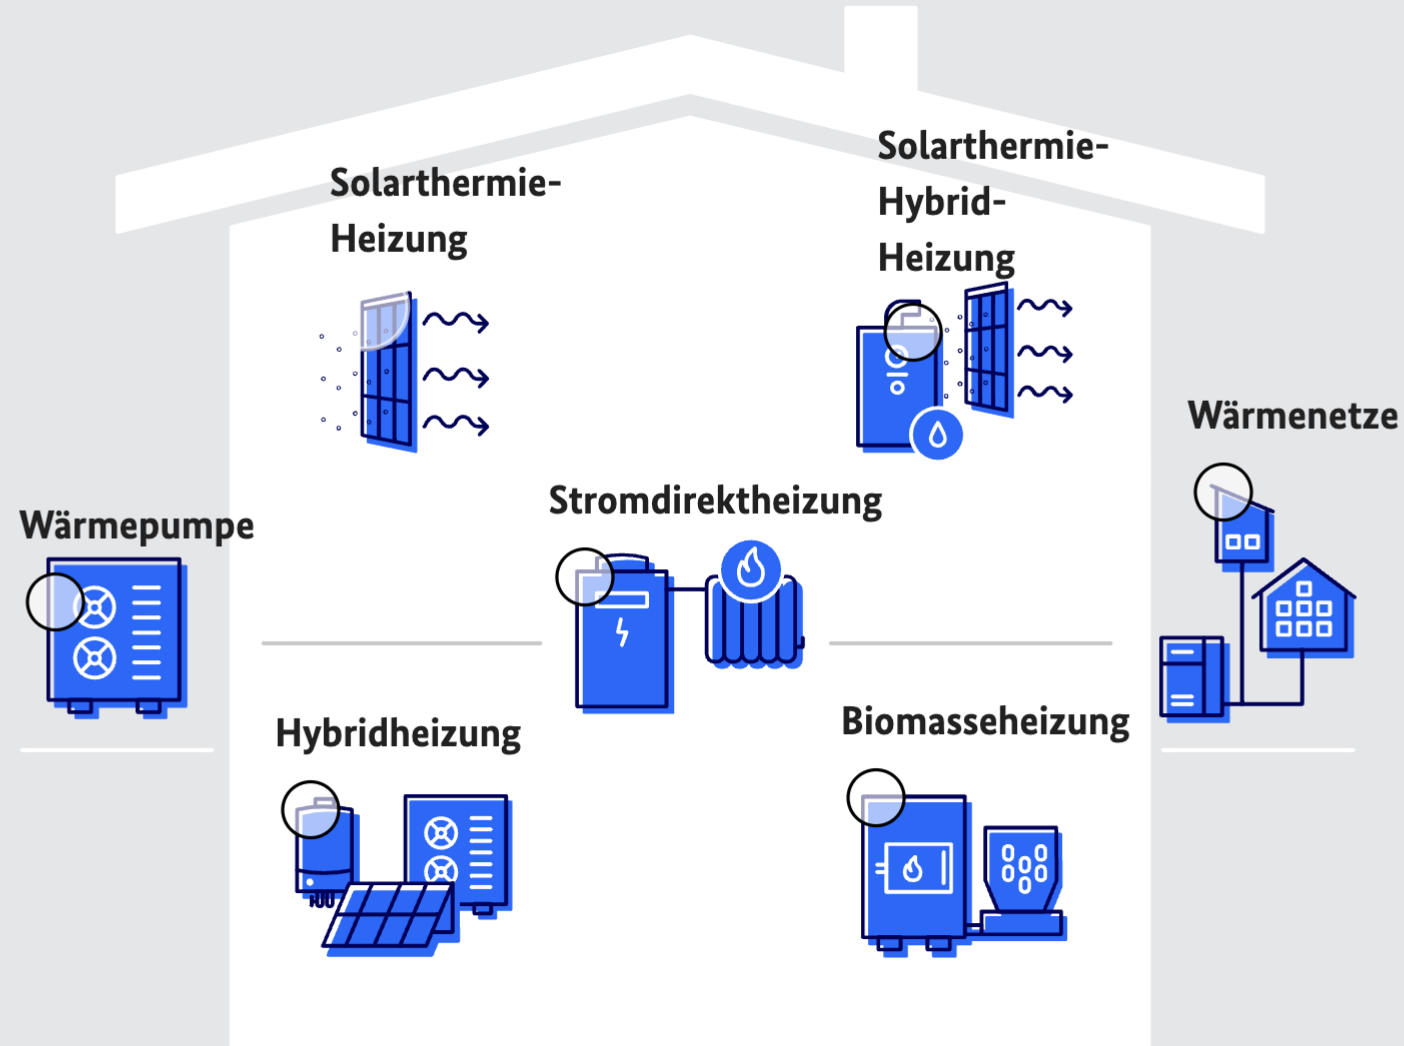 Solarthermie-
Heizung
Solarthermie-
Hybrid-
Heizung
Wärmenetze
Stromdirektheizung
Wärmepumpe
Hybridheizung
Biomasseheizung